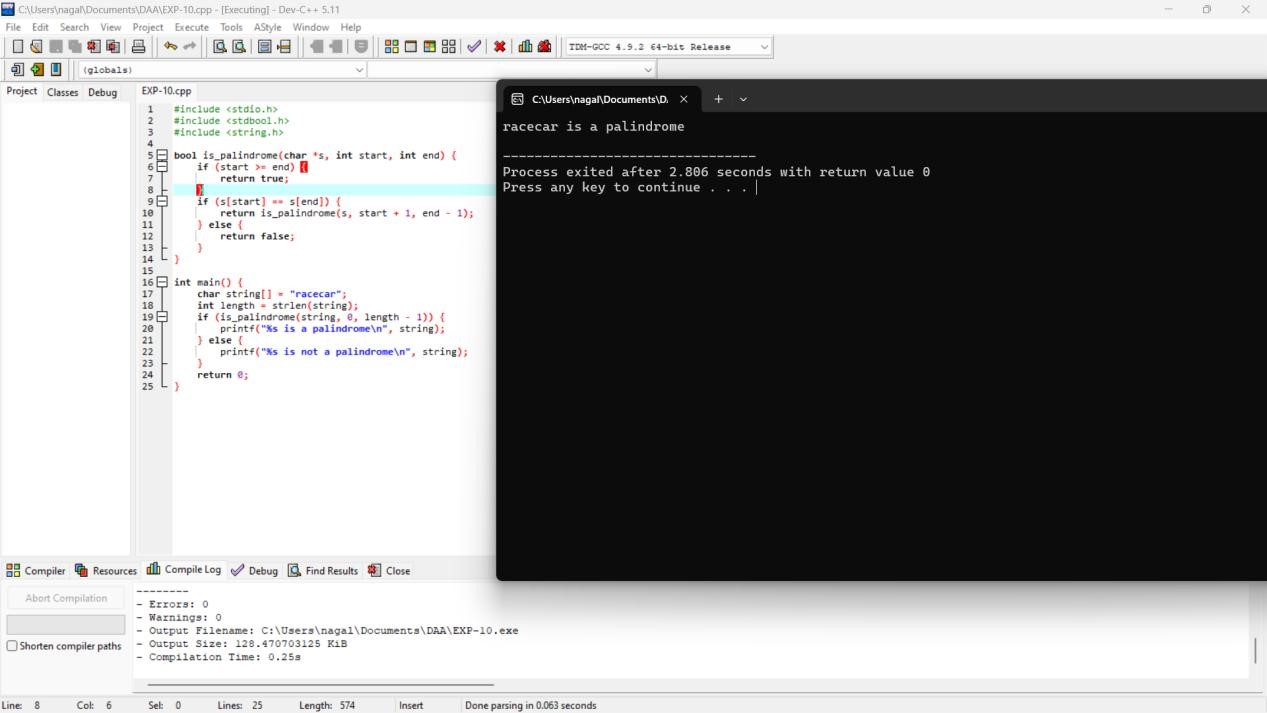 C:\Users\nagal\Documents\DAA\EXP-10.cpp - [Executing] - Dev-C++ 5.11
File Edit Search View Project Execute Tools AStyle Window Help
TDM-GCC 4.9.2 64-bit Release
(globals)
Project Classes Debug
EXP-10.cpp
1 #include <stdio.h>
2 #include <stdbool.h>
3 #include <string.h>
4
5 bool is_palindrome(char *s, int start, int end) {
6 if (start >= end) {
7 return true;
8 }
9 if (s[start] == s[end]) {
10 return is_palindrome(s, start + 1, end - 1);
11 } else {
12 return false;
13 }
14 }
15
16 int main() {
17 char string[] = "racecar";
18 int length = strlen(string);
19 if (is_palindrome(string, 0, length - 1)) {
20 printf("%s is a palindrome\n", string);
21 } else {
22 printf("%s is not a palindrome\n", string);
23 }
24 return 0;
25 }
C:\Users\nagal\Documents\D.
racecar is a palindrome
--------------------------------
Process exited after 2.806 seconds with return value 0
Press any key to continue . . .
Compiler Resources Compile Log Debug Find Results Close
Abort Compilation
Shorten compiler paths
--------
- Errors: 0
- Warnings: 0
- Output Filename: C:\Users\nagal\Documents\DAA\EXP-10.exe
- Output Size: 128.470703125 KiB
- Compilation Time: 0.25s
Line: 8 Col: 6 Sel: 0 Lines: 25 Length: 574 Insert Done parsing in 0.063 seconds